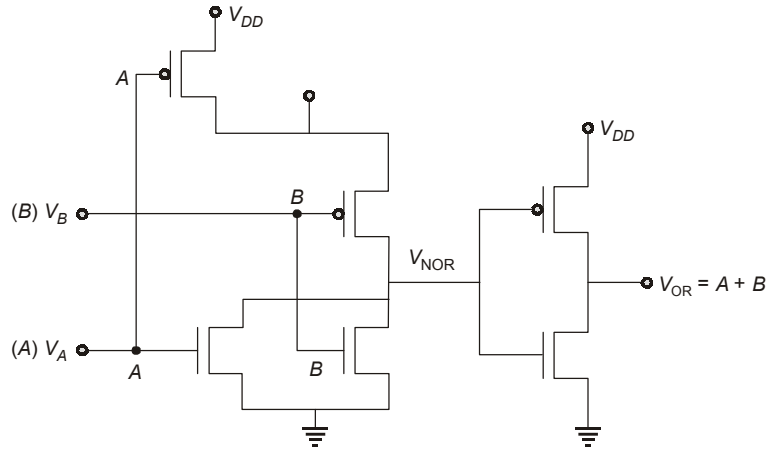 V_DD
A
V_DD
B
(B) V_B
V_NOR
V_OR = A + B
(A) V_A
A
B